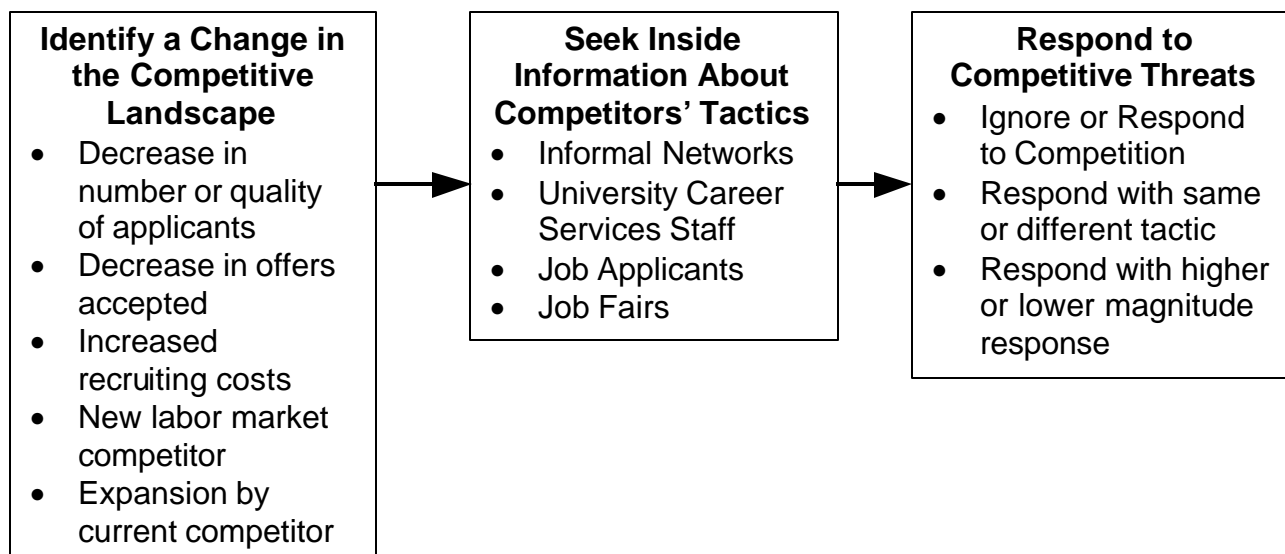 Identify a Change in
the Competitive
Landscape
• Decrease in
number or quality
of applicants
• Decrease in offers
accepted
• Increased
recruiting costs
• New labor market
competitor
• Expansion by
current competitor
Seek Inside
Information About
Competitors’ Tactics
• Informal Networks
• University Career
Services Staff
• Job Applicants
• Job Fairs
Respond to
Competitive Threats
• Ignore or Respond
to Competition
• Respond with same
or different tactic
• Respond with higher
or lower magnitude
response